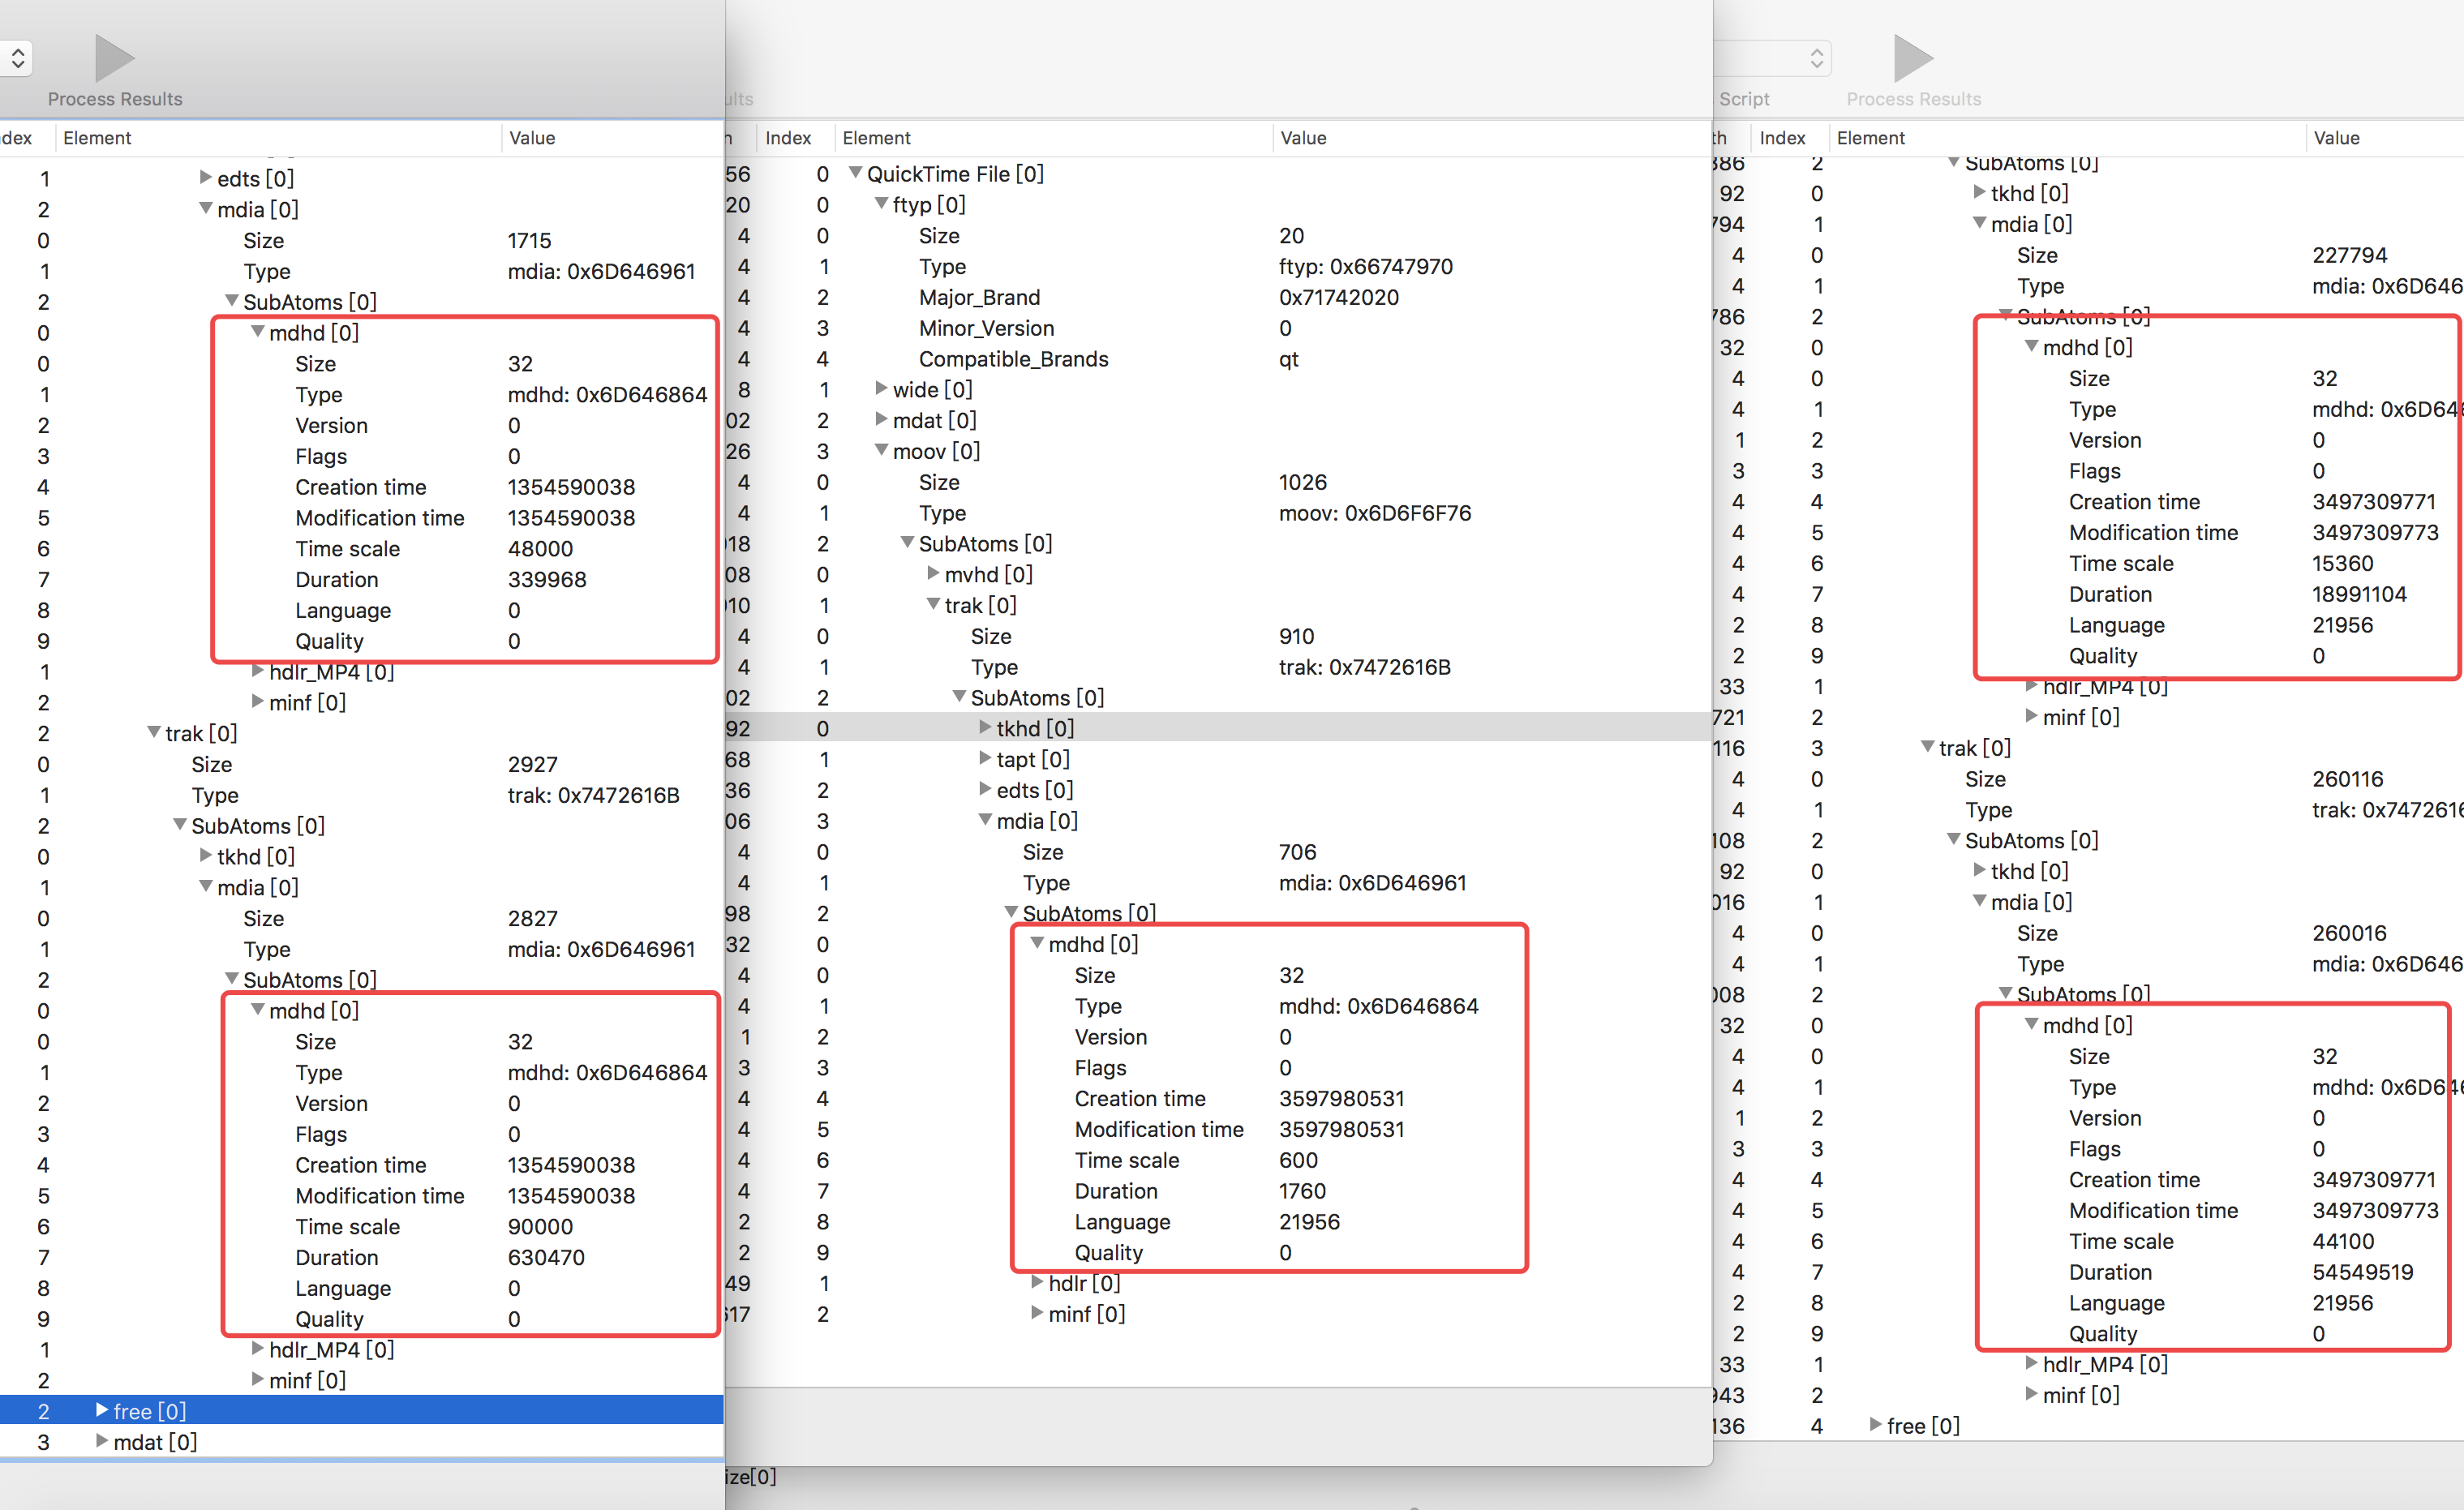 Process Results
dex Element Value
1 edts [0]
2 mdia [0]
0 Size 1715
1 Type mdia: 0x6D646961
2 SubAtoms [0]
0 mdhd [0]
0 Size 32
1 Type mdhd: 0x6D646864
2 Version 0
3 Flags 0
4 Creation time 1354590038
5 Modification time 1354590038
6 Time scale 48000
7 Duration 339968
8 Language 0
9 Quality 0
1 hdlr_MP4 [0]
2 minf [0]
2 trak [0]
0 Size 2927
1 Type trak: 0x7472616B
2 SubAtoms [0]
0 tkhd [0]
1 mdia [0]
0 Size 2827
1 Type mdia: 0x6D646961
2 SubAtoms [0]
0 mdhd [0]
0 Size 32
1 Type mdhd: 0x6D646864
2 Version 0
3 Flags 0
4 Creation time 1354590038
5 Modification time 1354590038
6 Time scale 90000
7 Duration 630470
8 Language 0
9 Quality 0
1 hdlr_MP4 [0]
2 minf [0]
2 free [0]
3 mdat [0]
ults
Index Element Value
56 0 QuickTime File [0]
20 0 ftyp [0]
4 0 Size 20
4 1 Type ftyp: 0x66747970
4 2 Major_Brand 0x71742020
4 3 Minor_Version 0
4 4 Compatible_Brands qt
8 1 wide [0]
02 2 mdat [0]
26 3 moov [0]
4 0 Size 1026
4 1 Type moov: 0x6D6F6F76
18 2 SubAtoms [0]
08 0 mvhd [0]
10 1 trak [0]
4 0 Size 910
4 1 Type trak: 0x7472616B
02 2 SubAtoms [0]
92 0 tkhd [0]
68 1 tapt [0]
36 2 edts [0]
06 3 mdia [0]
4 0 Size 706
4 1 Type mdia: 0x6D646961
98 2 SubAtoms [0]
32 0 mdhd [0]
4 0 Size 32
4 1 Type mdhd: 0x6D646864
1 2 Version 0
3 3 Flags 0
4 4 Creation time 3597980531
4 5 Modification time 3597980531
4 6 Time scale 600
4 7 Duration 1760
2 8 Language 21956
2 9 Quality 0
49 1 hdlr [0]
617 2 minf [0]
ize[0]
Script Process Results
th Index Element Value
386 2 SubAtoms [0]
92 0 tkhd [0]
794 1 mdia [0]
4 0 Size 227794
4 1 Type mdia: 0x6D646
786 2 SubAtoms [0]
32 0 mdhd [0]
4 0 Size 32
4 1 Type mdhd: 0x6D646
1 2 Version 0
3 3 Flags 0
4 4 Creation time 3497309771
4 5 Modification time 3497309773
4 6 Time scale 15360
4 7 Duration 18991104
2 8 Language 21956
2 9 Quality 0
33 1 hdlr_MP4 [0]
721 2 minf [0]
116 3 trak [0]
4 0 Size 260116
4 1 Type trak: 0x7472616
108 2 SubAtoms [0]
92 0 tkhd [0]
016 1 mdia [0]
4 0 Size 260016
4 1 Type mdia: 0x6D646
008 2 SubAtoms [0]
32 0 mdhd [0]
4 0 Size 32
4 1 Type mdhd: 0x6D646
1 2 Version 0
3 3 Flags 0
4 4 Creation time 3497309771
4 5 Modification time 3497309773
4 6 Time scale 44100
4 7 Duration 54549519
2 8 Language 21956
2 9 Quality 0
33 1 hdlr_MP4 [0]
943 2 minf [0]
136 4 free [0]